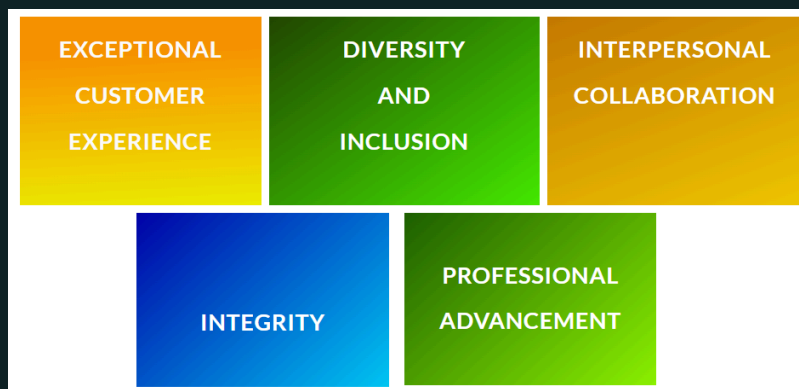 EXCEPTIONAL
CUSTOMER
EXPERIENCE
DIVERSITY
AND
INCLUSION
INTERPERSONAL
COLLABORATION
INTEGRITY
PROFESSIONAL
ADVANCEMENT